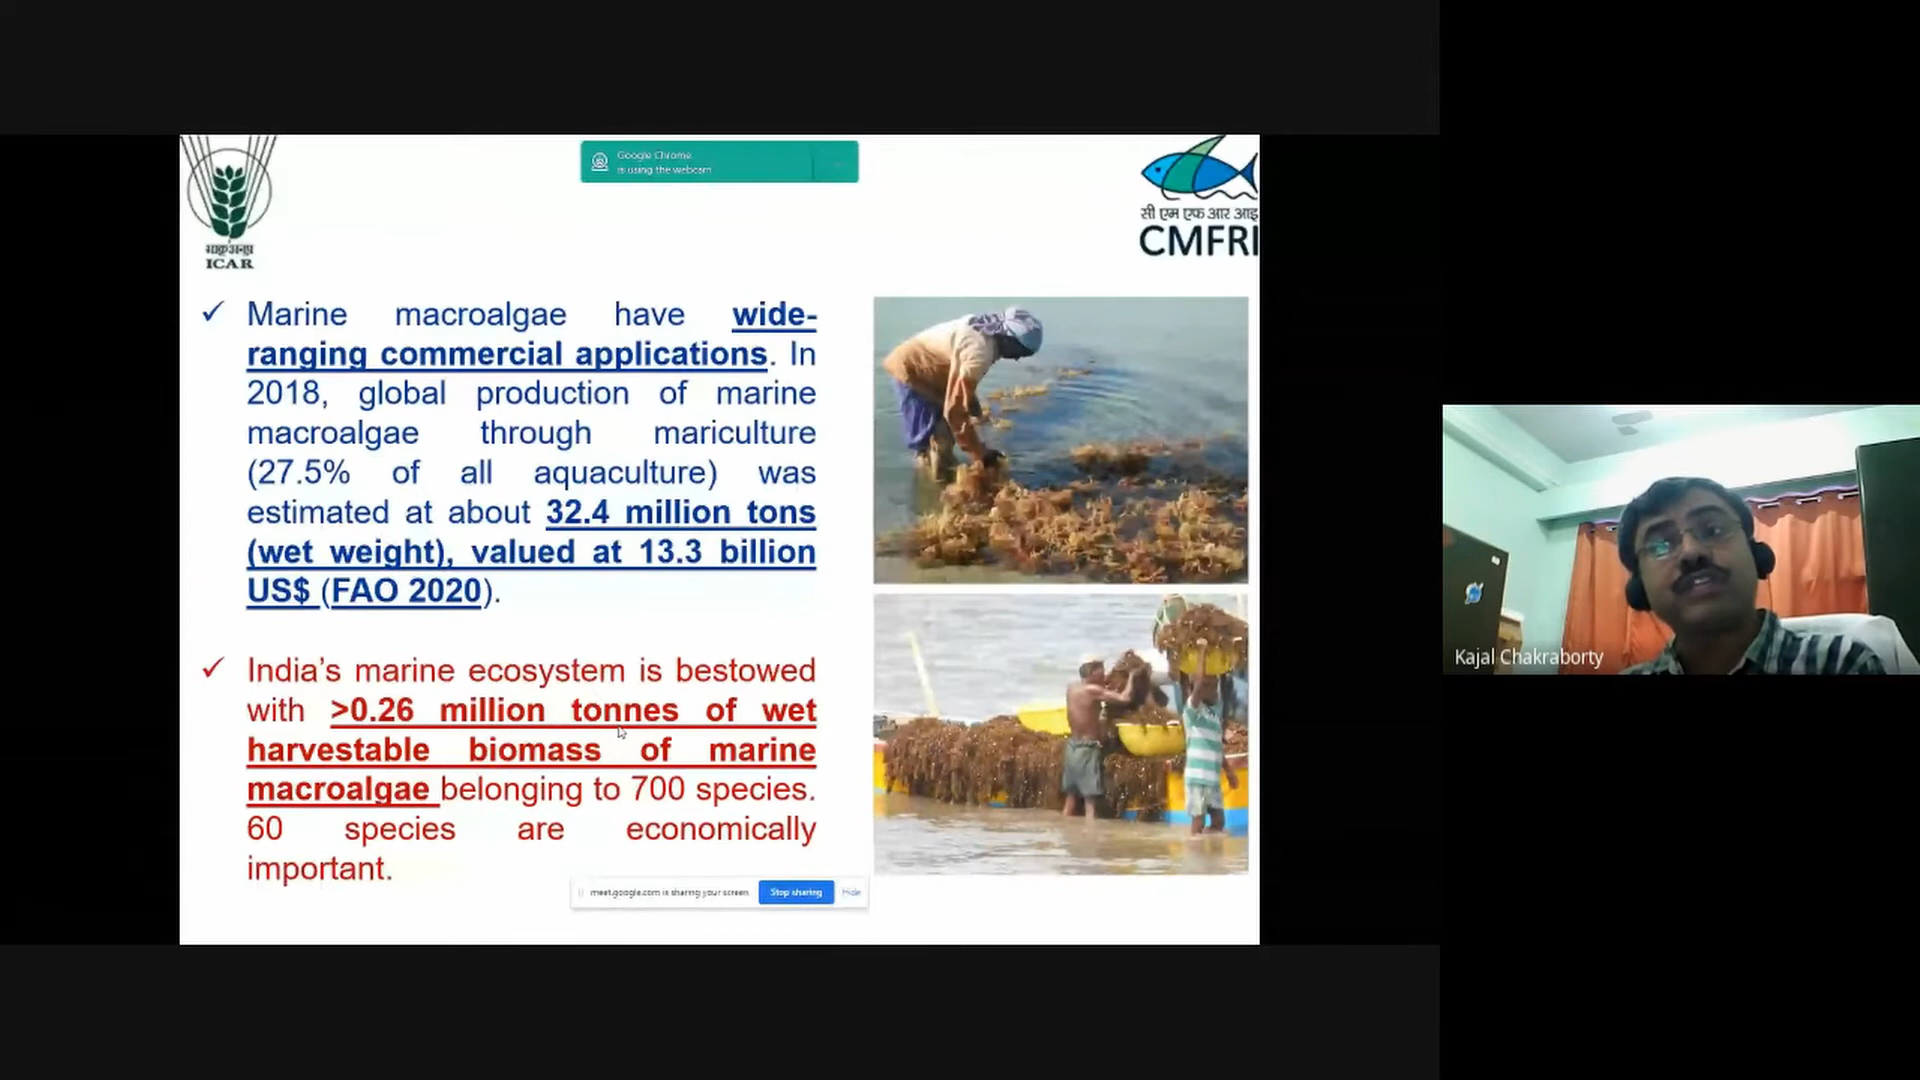 Google Chrome
is using the webcam
ICAR
सी एम एफ आर आइ
CMFRI
✓ Marine macroalgae have wide-
ranging commercial applications. In
2018, global production of marine
macroalgae through mariculture
(27.5% of all aquaculture) was
estimated at about 32.4 million tons
(wet weight), valued at 13.3 billion
US$ (FAO 2020).
✓ India’s marine ecosystem is bestowed
with >0.26 million tonnes of wet
harvestable biomass of marine
macroalgae belonging to 700 species.
60 species are economically
important.
meet.google.com is sharing your screen. Stop sharing Hide
Kajal Chakraborty